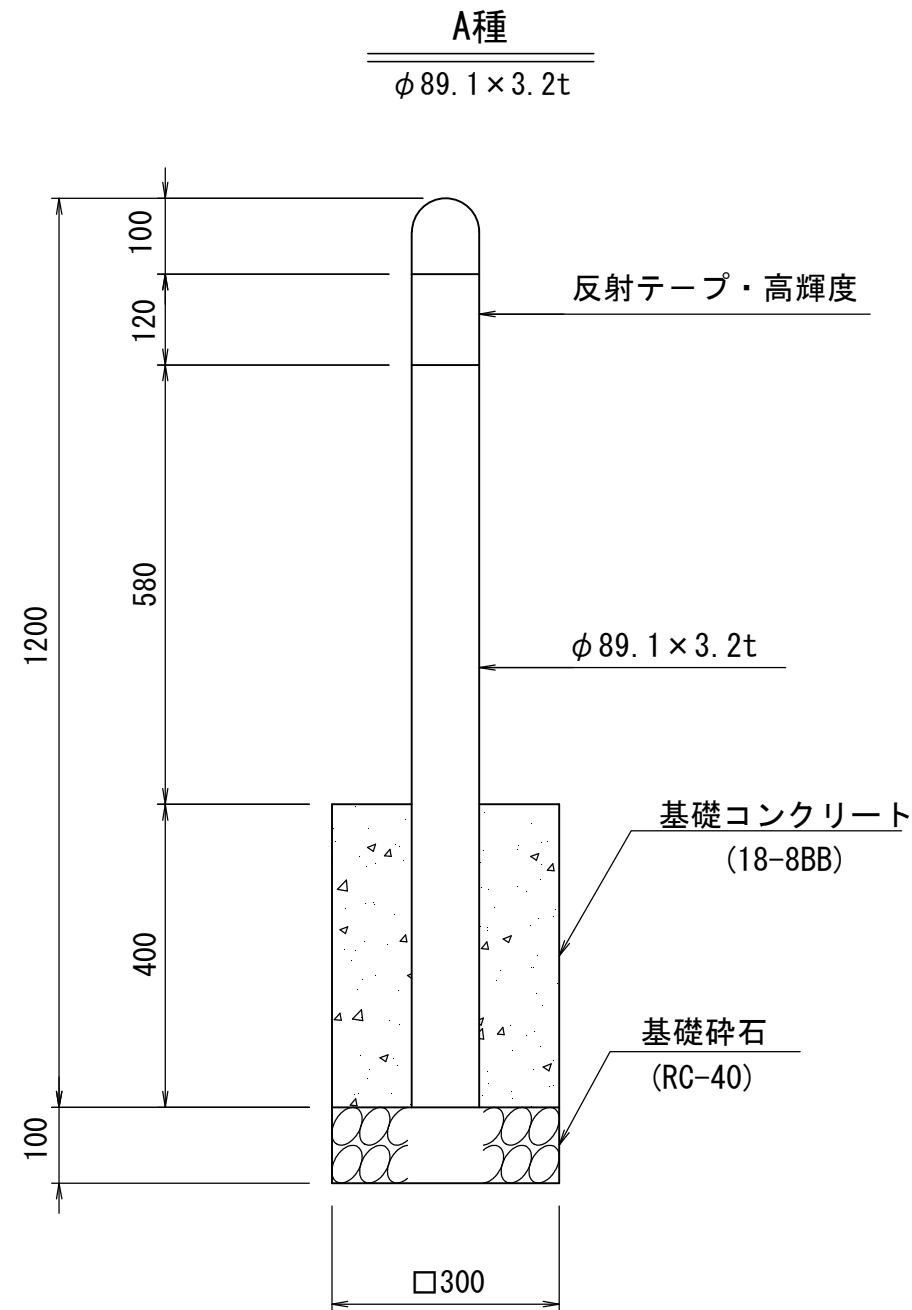 A種
φ89.1×3.2t
100
反射テープ・高輝度
120
580
1200
φ89.1×3.2t
基礎コンクリート
(18-8BB)
400
基礎砕石
(RC-40)
100
□300